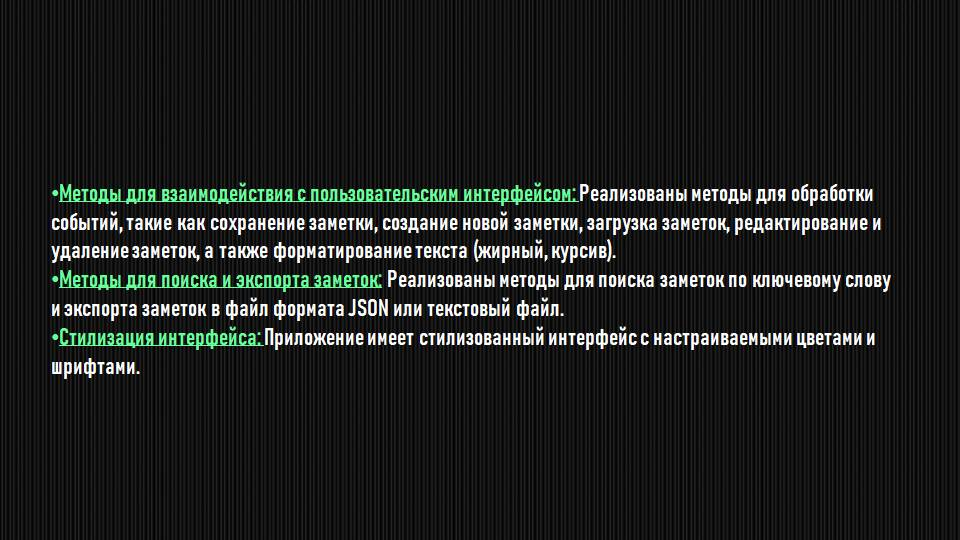 •Методы для взаимодействия с пользовательским интерфейсом: Реализованы методы для обработки
событий, такие как сохранение заметки, создание новой заметки, загрузка заметок, редактирование и
удаление заметок, а также форматирование текста (жирный, курсив).
•Методы для поиска и экспорта заметок: Реализованы методы для поиска заметок по ключевому слову
и экспорта заметок в файл формата JSON или текстовый файл.
•Стилизация интерфейса: Приложение имеет стилизованный интерфейс с настраиваемыми цветами и
шрифтами.